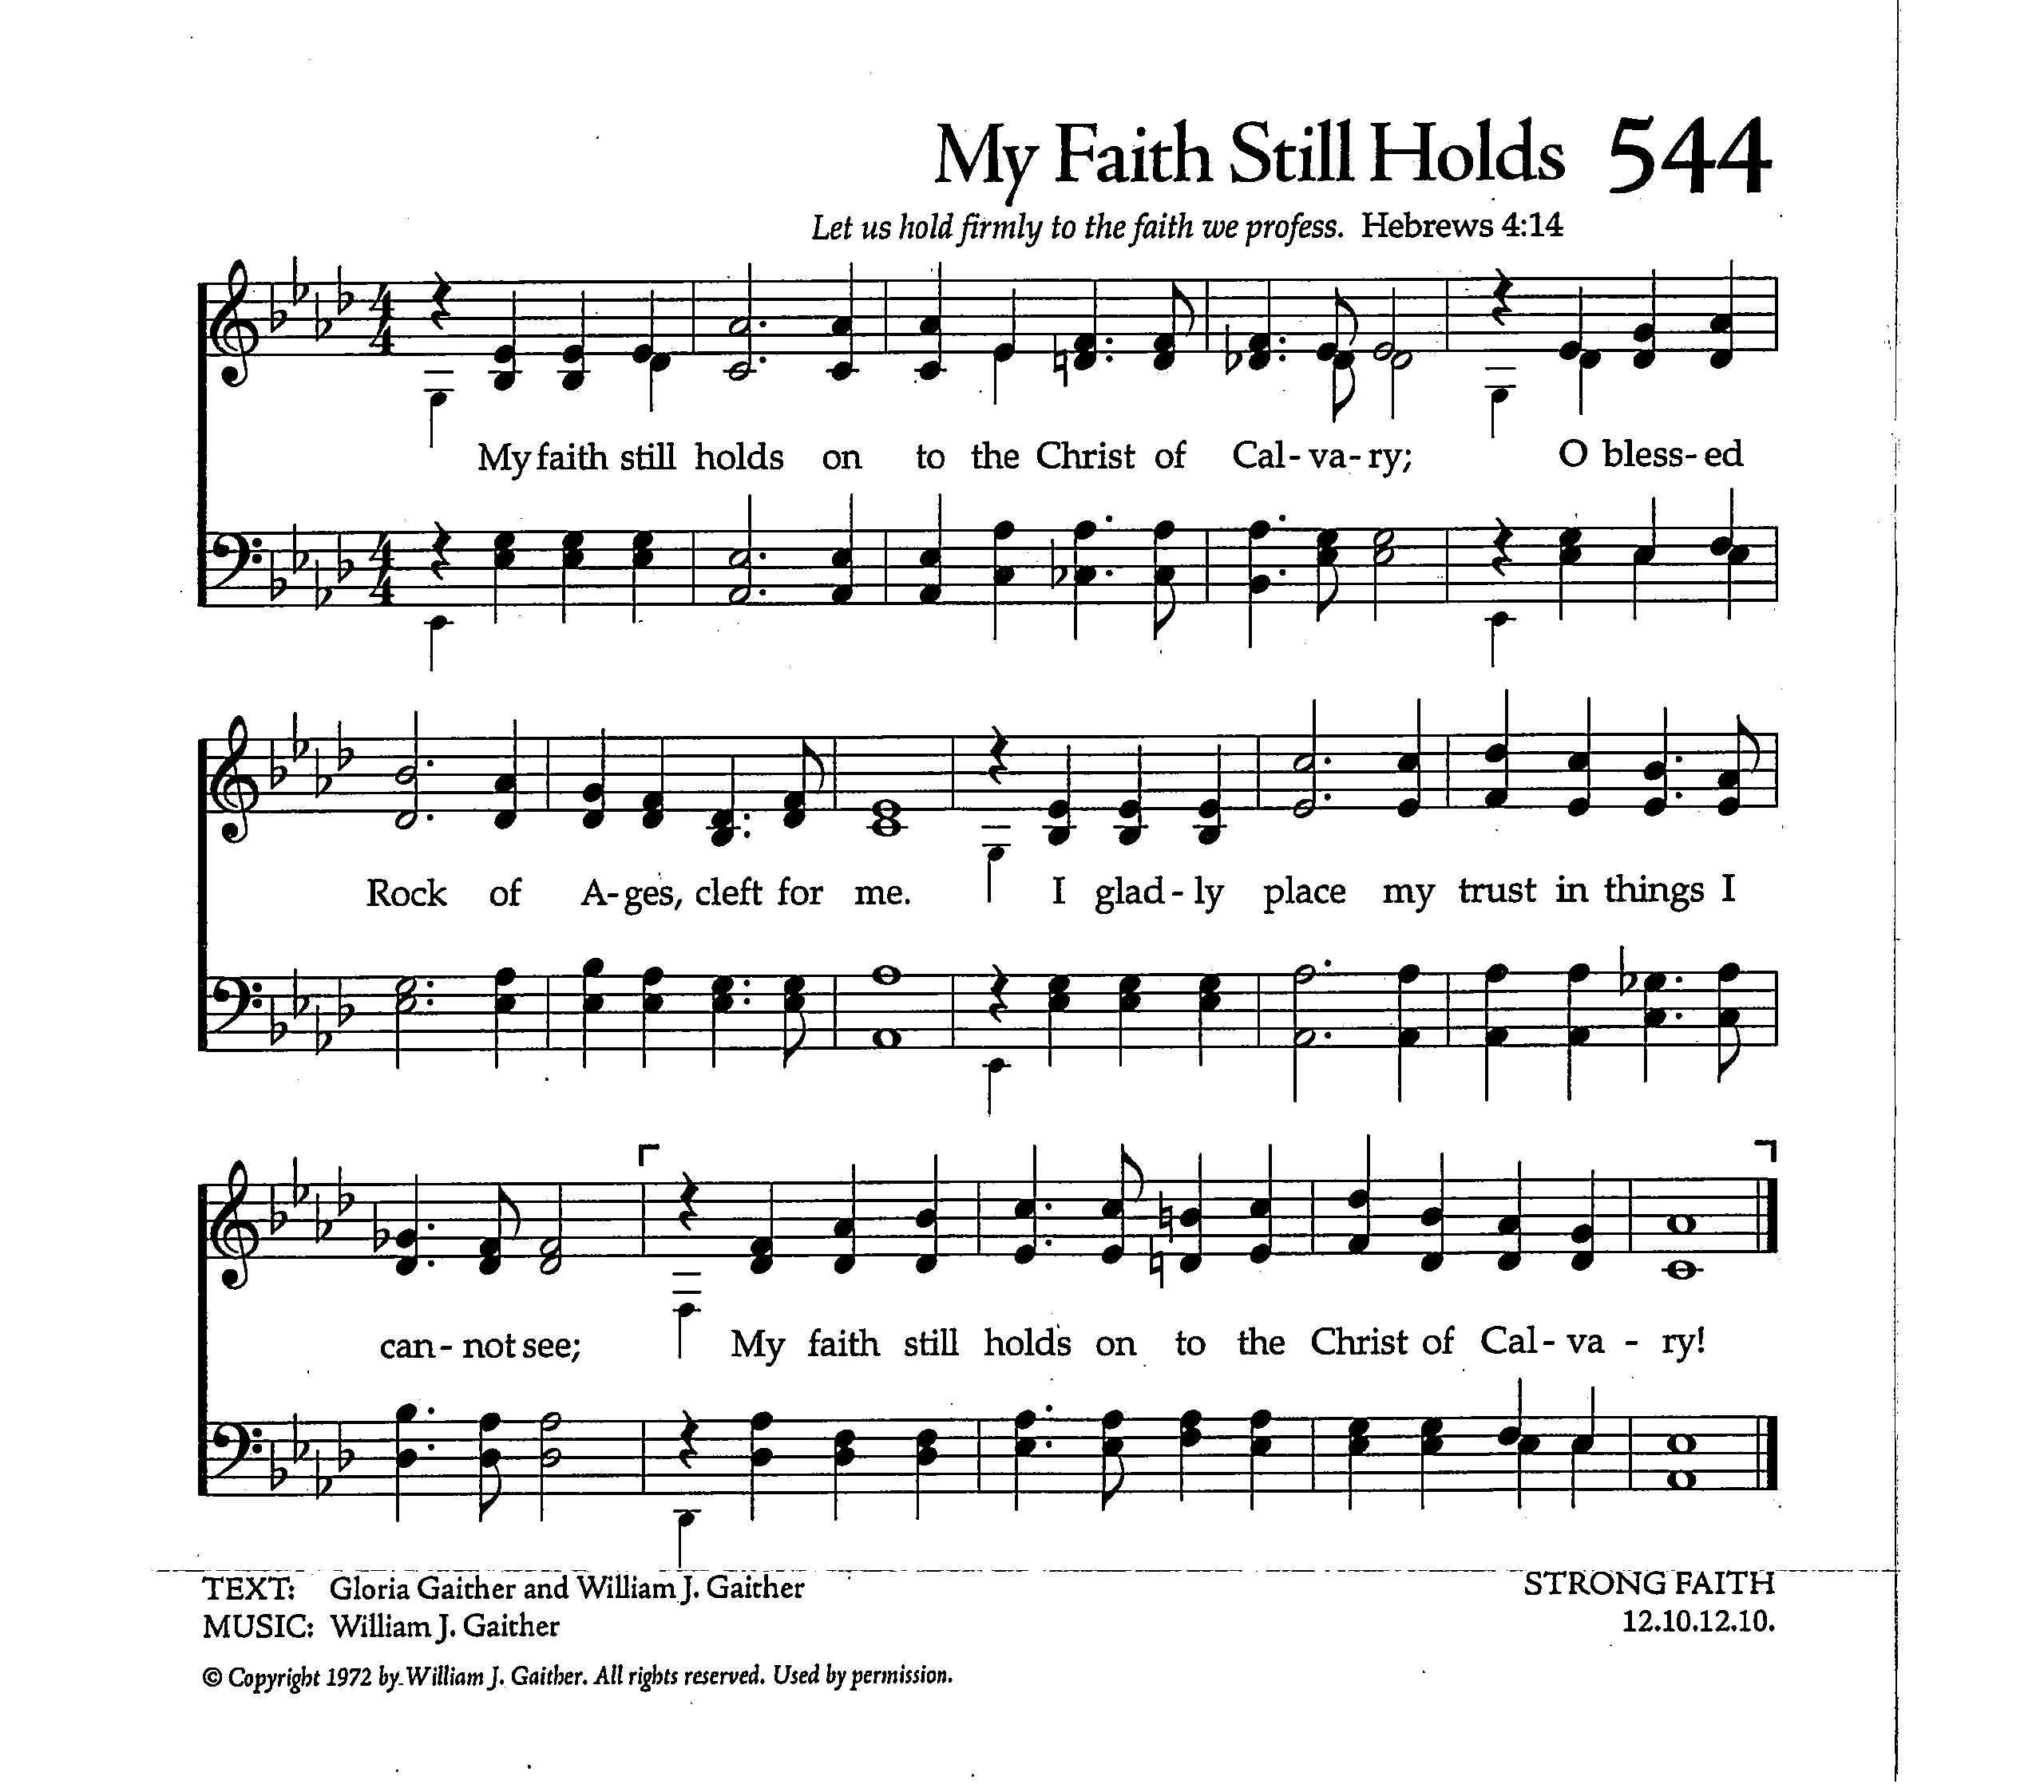 My Faith Still Holds 544
Let us hold firmly to the faith we profess. Hebrews 4:14
4 4
My faith still holds on to the Christ of Cal-va-ry; O bless-ed
4 4
Rock of A-ges, cleft for me. I glad-ly place my trust in things I
can-not see; My faith still holds on to the Christ of Cal-va-ry!
TEXT: Gloria Gaither and William J. Gaither
STRONG FAITH
MUSIC: William J. Gaither
12.10.12.10.
© Copyright 1972 by William J. Gaither. All rights reserved. Used by permission.